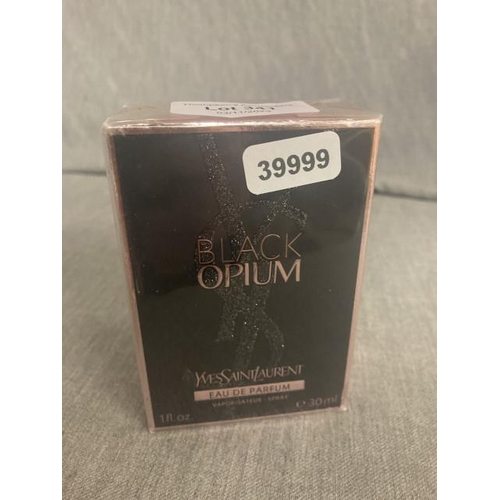 Lot 341
39999
BLACK
OPIUM
YVESSAINTLAURENT
EAU DE PARFUM
VAPORISATEUR - SPRAY
1 fl. oz. ℮ 30 ml